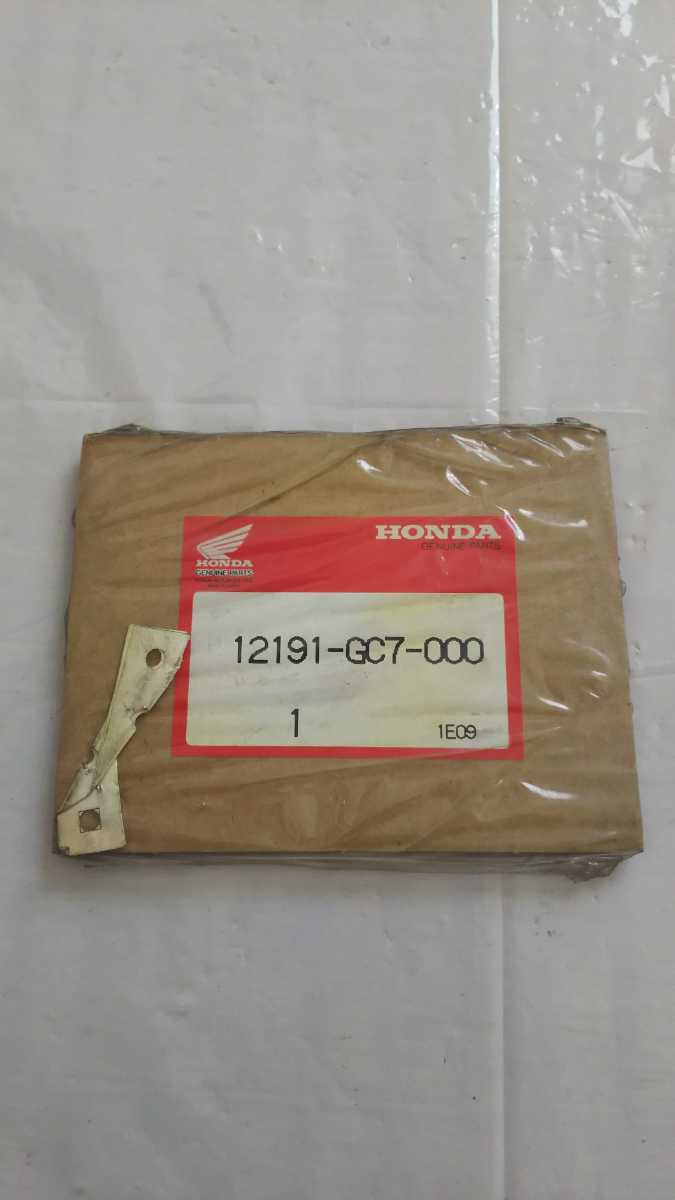 HONDA
GENUINE PARTS
HONDA
GENUINE PARTS
12191-GC7-000
1
1E09